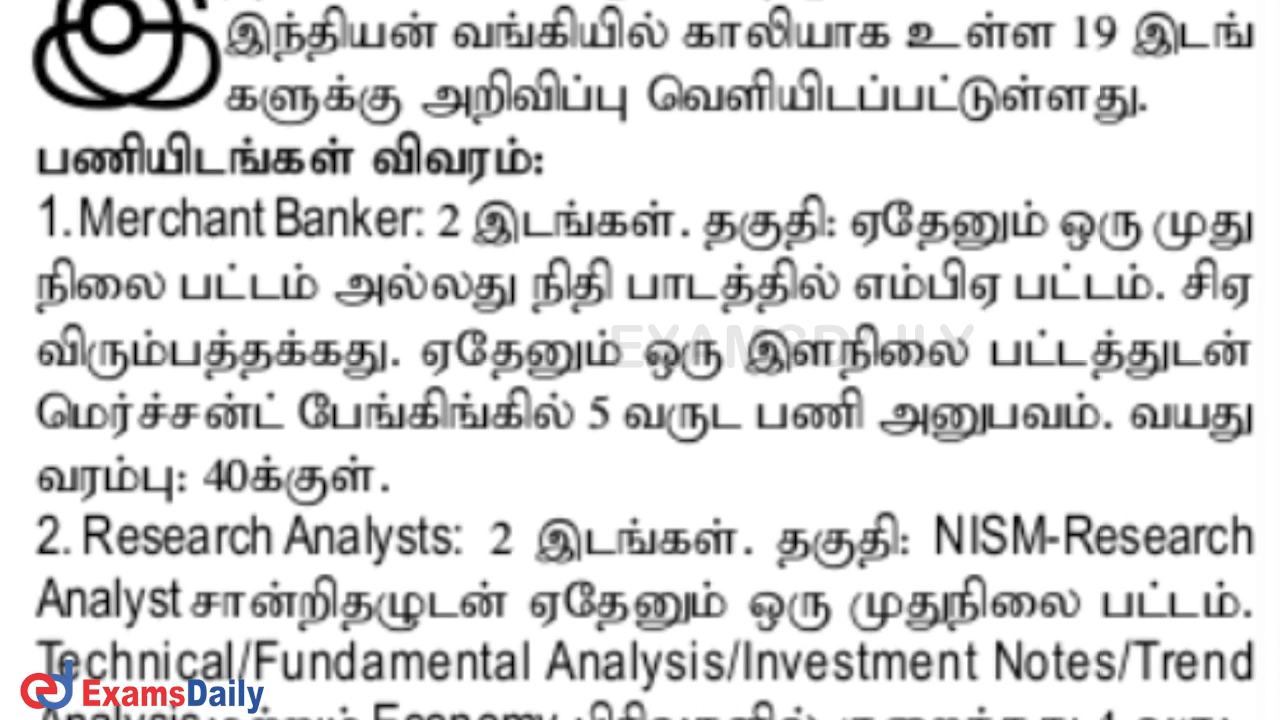 இந்தியன் வங்கியில் காலியாக உள்ள 19 இடங்
களுக்கு அறிவிப்பு வெளியிடப்பட்டுள்ளது.
பணியிடங்கள் விவரம்:
1. Merchant Banker: 2 இடங்கள். தகுதி: ஏதேனும் ஒரு முது
நிலை பட்டம் அல்லது நிதி பாடத்தில் எம்பிஏ பட்டம். சிஏ
விரும்பத்தக்கது. ஏதேனும் ஒரு இளநிலை பட்டத்துடன்
EXAMSDAILY
மெர்ச்சன்ட் பேங்கிங்கில் 5 வருட பணி அனுபவம். வயது
வரம்பு: 40க்குள்.
2. Research Analysts: 2 இடங்கள். தகுதி: NISM-Research
Analyst சான்றிதழுடன் ஏதேனும் ஒரு முதுநிலை பட்டம்.
Technical/Fundamental Analysis/Investment Notes/Trend
ExamsDaily